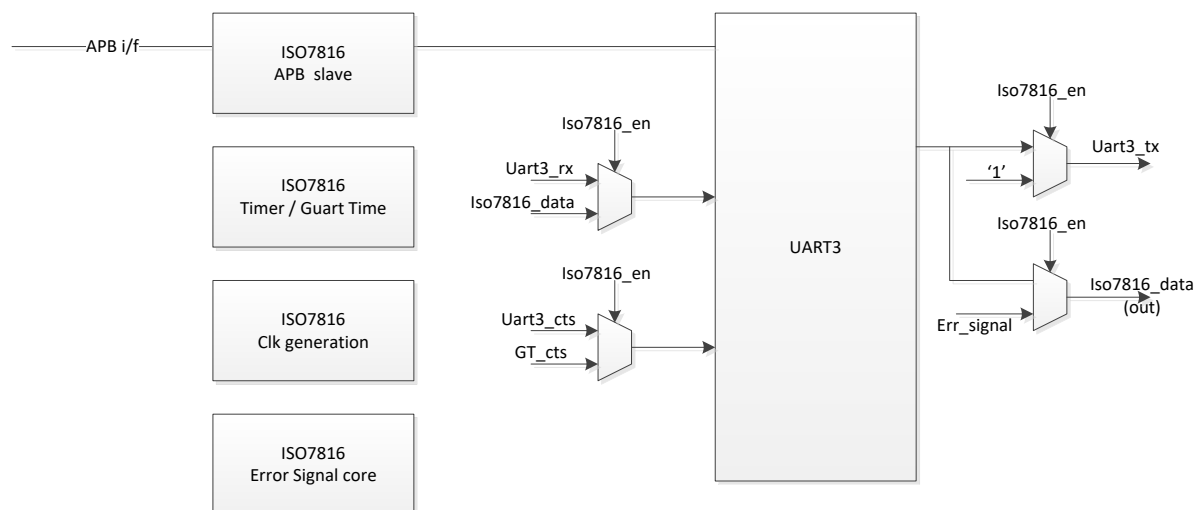 APB i/f
ISO7816
APB slave
ISO7816
Timer / Guart Time
ISO7816
Clk generation
ISO7816
Error Signal core
Iso7816_en
Uart3_rx
Iso7816_data
Iso7816_en
Uart3_cts
GT_cts
UART3
Iso7816_en
Uart3_tx
‘1’
Iso7816_en
Iso7816_data
(out)
Err_signal